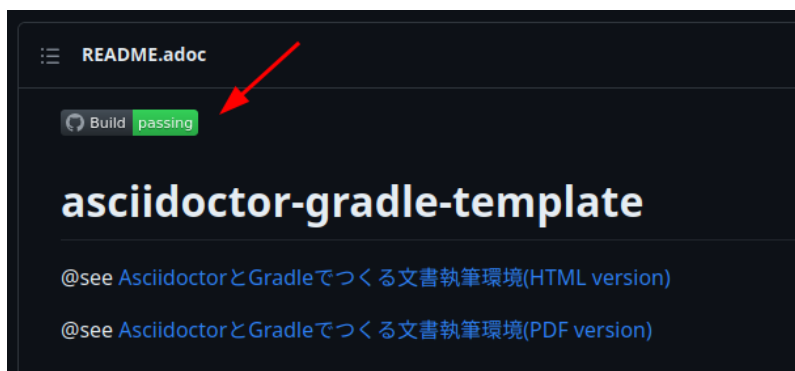 README.adoc
Build passing
asciidoctor-gradle-template
@see AsciidoctorとGradleでつくる文書執筆環境(HTML version)
@see AsciidoctorとGradleでつくる文書執筆環境(PDF version)